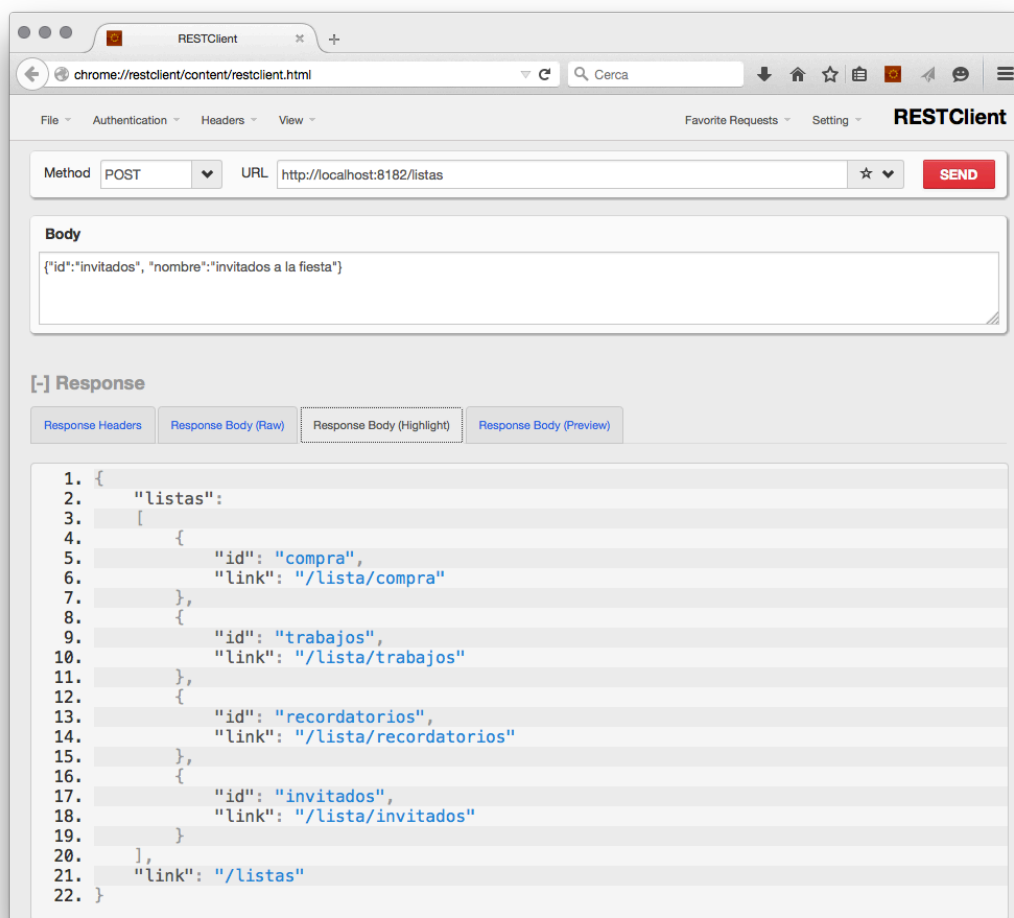 RESTClient
chrome://restclient/content/restclient.html
Cerca
File Authentication Headers View Favorite Requests Setting RESTClient
Method POST URL http://localhost:8182/listas SEND
Body
{"id":"invitados", "nombre":"invitados a la fiesta"}
[-] Response
Response Headers Response Body (Raw) Response Body (Highlight) Response Body (Preview)
1. {
2. "listas":
3. [
4. {
5. "id": "compra",
6. "link": "/lista/compra"
7. },
8. {
9. "id": "trabajos",
10. "link": "/lista/trabajos"
11. },
12. {
13. "id": "recordatorios",
14. "link": "/lista/recordatorios"
15. },
16. {
17. "id": "invitados",
18. "link": "/lista/invitados"
19. }
20. ],
21. "link": "/listas"
22. }